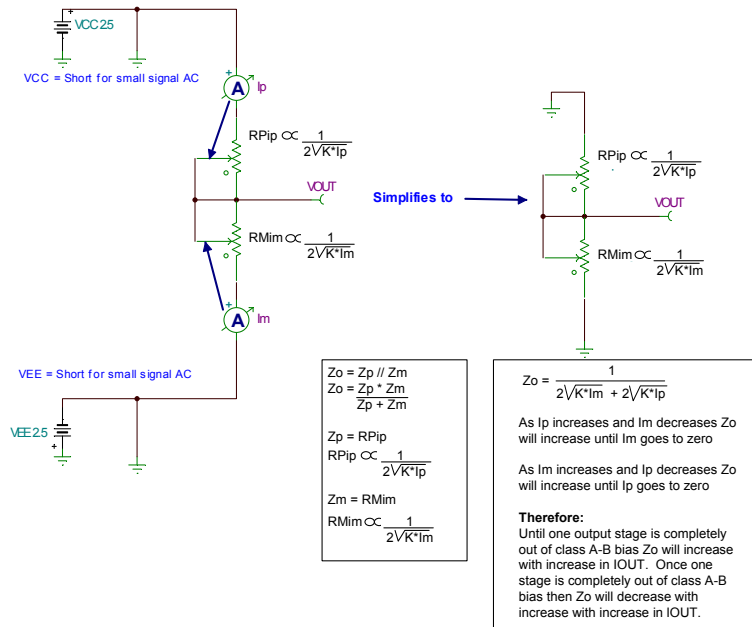 VCC 2.5
VCC = Short for small signal AC
A
Ip
RPip ∝ 1
2√K*Ip
VOUT
RMim ∝ 1
2√K*Im
A
Im
VEE = Short for small signal AC
VEE 2.5
Simplifies to
RPip ∝ 1
2√K*Ip
VOUT
RMim ∝ 1
2√K*Im
Zo = Zp // Zm
Zo = Zp * Zm
Zp + Zm
Zp = RPip
RPip ∝ 1
2√K*Ip
Zm = RMim
RMim ∝ 1
2√K*Im
Zo = 1
2√K*Im + 2√K*Ip
As Ip increases and Im decreases Zo
will increase until Im goes to zero
As Im increases and Ip decreases Zo
will increase until Ip goes to zero
Therefore:
Until one output stage is completely
out of class A-B bias Zo will increase
with increase in IOUT. Once one
stage is completely out of class A-B
bias then Zo will decrease with
increase with increase in IOUT.